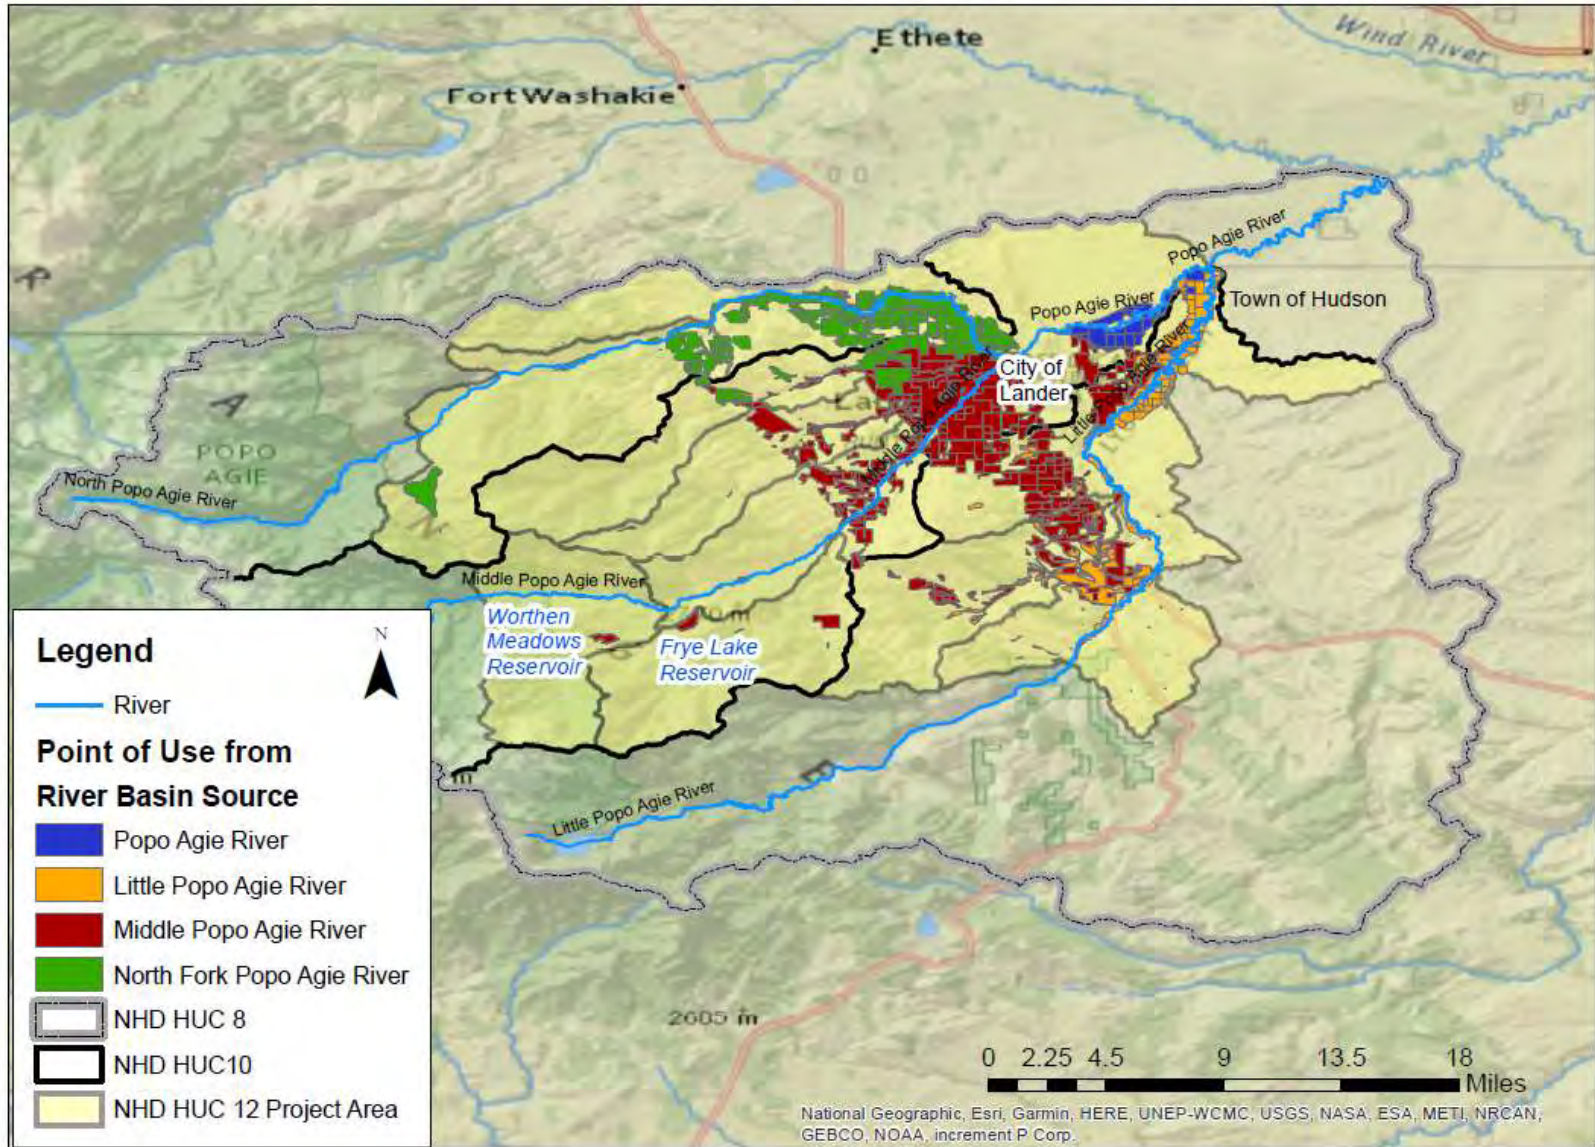 Ethete
Wind River
Fort Washakie
R
A
POPO
AGIE
Popo Agie River
Popo Agie River
Town of Hudson
City of
Lander
Middle Popo Agie River
Little Popo Agie River
North Popo Agie River
Middle Popo Agie River
Worthen
Meadows
Reservoir
Frye Lake
Reservoir
Little Popo Agie River
2605 m
Legend
N
River
Point of Use from
River Basin Source
Popo Agie River
Little Popo Agie River
Middle Popo Agie River
North Fork Popo Agie River
NHD HUC 8
NHD HUC10
NHD HUC 12 Project Area
0 2.25 4.5 9 13.5 18
Miles
National Geographic, Esri, Garmin, HERE, UNEP-WCMC, USGS, NASA, ESA, METI, NRCAN,
GEBCO, NOAA, increment P Corp.